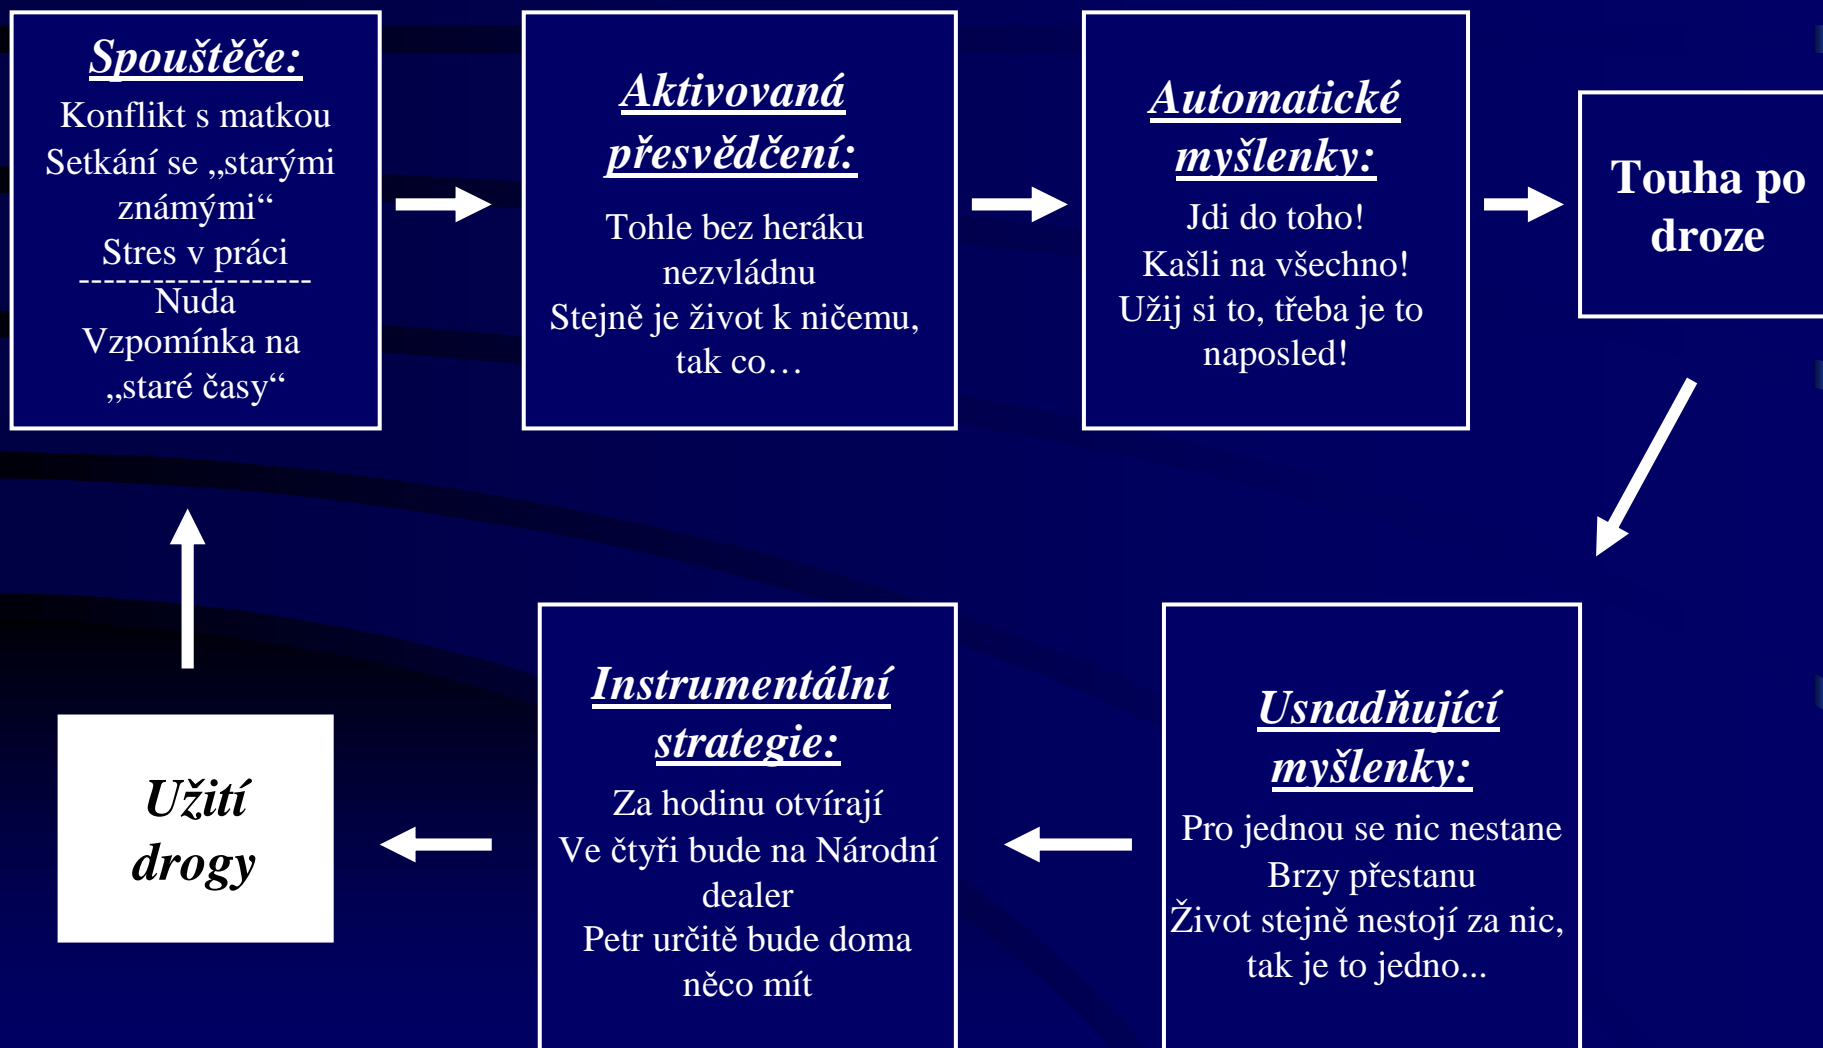 Spouštěče:
Konflikt s matkou
Setkání se „starými
známými“
Stres v práci
--------------------
Nuda
Vzpomínka na
„staré časy“
Aktivovaná
přesvědčení:
Tohle bez heráku
nezvládnu
Stejně je život k ničemu,
tak co…
Automatické
myšlenky:
Jdi do toho!
Kašli na všechno!
Užij si to, třeba je to
naposled!
Touha po
droze
Usnadňující
myšlenky:
Pro jednou se nic nestane
Brzy přestanu
Život stejně nestojí za nic,
tak je to jedno...
Instrumentální
strategie:
Za hodinu otvírají
Ve čtyři bude na Národní
dealer
Petr určitě bude doma
něco mít
Užití
drogy